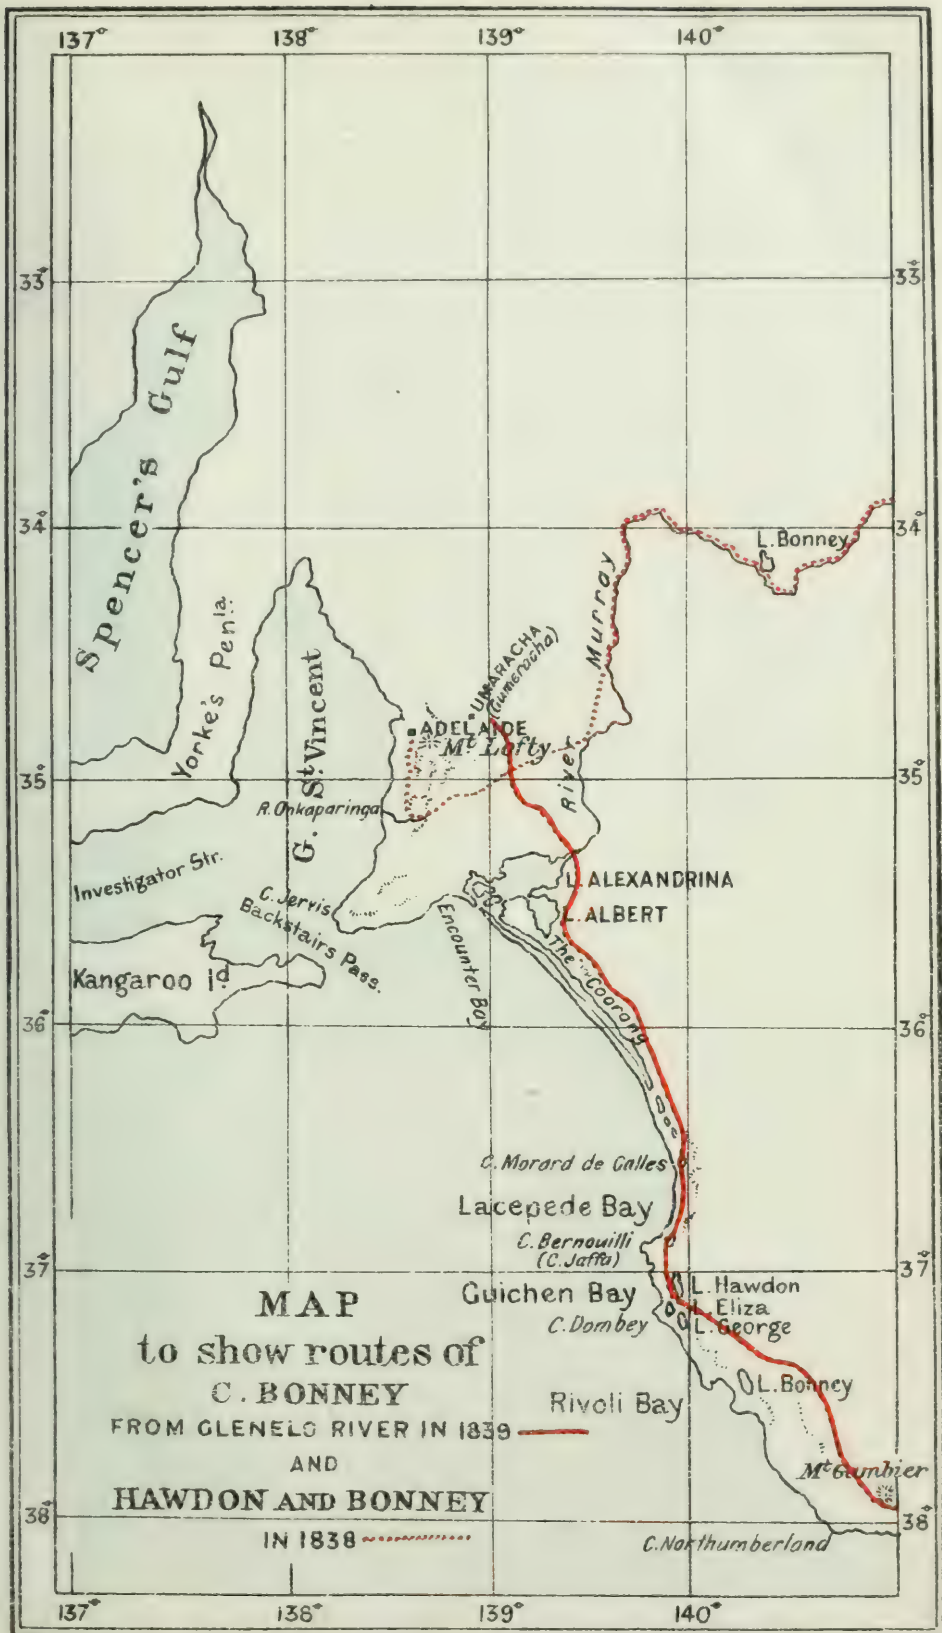 137° 138° 139° 140°
33° 33°
Spencer's Gulf
34° 34°
L. Bonney
Yorke's Penla.
G. St. Vincent
River Murray
UMARACHA
(Gumeracha)
ADELAIDE
Mt. Lofty
35° 35°
R. Onkaparinga
Investigator Str.
C. Jervis
Backstairs Pass.
L. ALEXANDRINA
L. ALBERT
Encounter Bay
The Coorang
Kangaroo Id.
36° 36°
C. Morard de Galles
Lacepede Bay
C. Bernouilli
(C. Jaffa)
37° 37°
L. Hawdon
Guichen Bay
L. Eliza
C. Dombey
L. George
L. Bonney
Rivoli Bay
Mt. Gambier
38° 38°
C. Northumberland
MAP
to show routes of
C. BONNEY
FROM GLENELG RIVER IN 1839
AND
HAWDON AND BONNEY
IN 1838
137° 138° 139° 140°